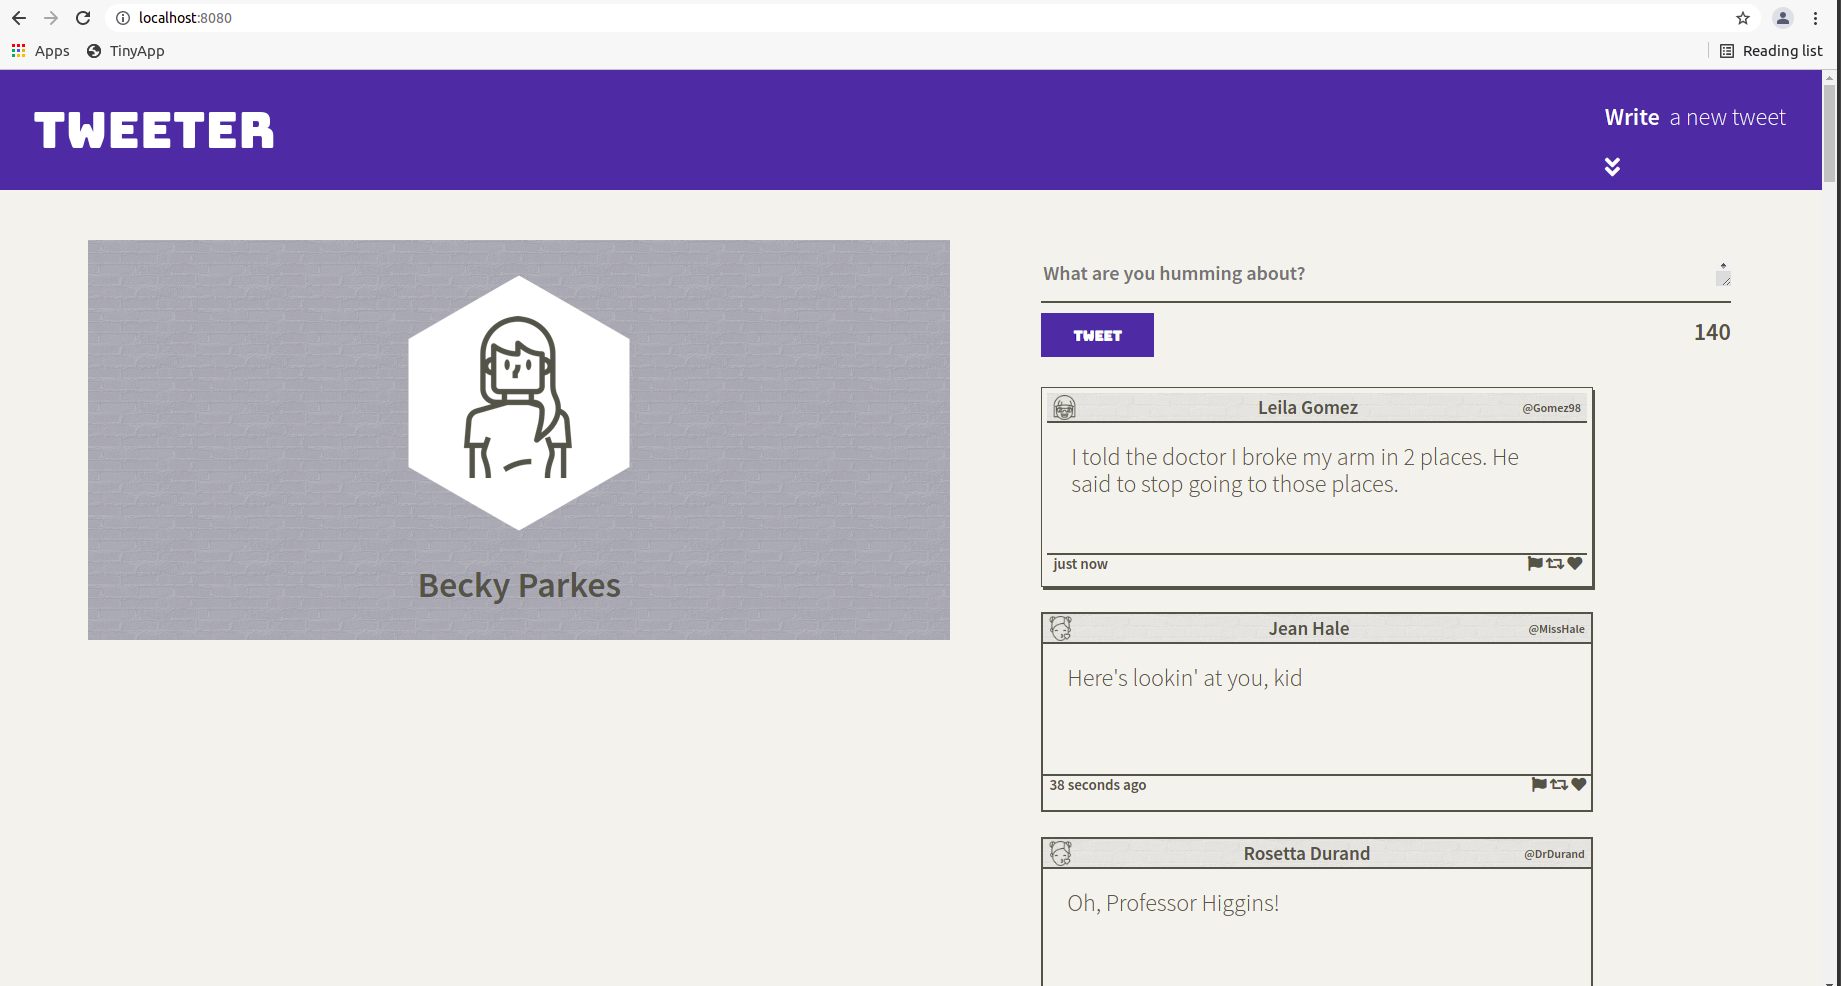 localhost:8080
Apps TinyApp Reading list
TWEETER
Write a new tweet
Becky Parkes
What are you humming about?
TWEET 140
Leila Gomez @Gomez98
I told the doctor I broke my arm in 2 places. He
said to stop going to those places.
just now
Jean Hale @MissHale
Here's lookin' at you, kid
38 seconds ago
Rosetta Durand @DrDurand
Oh, Professor Higgins!